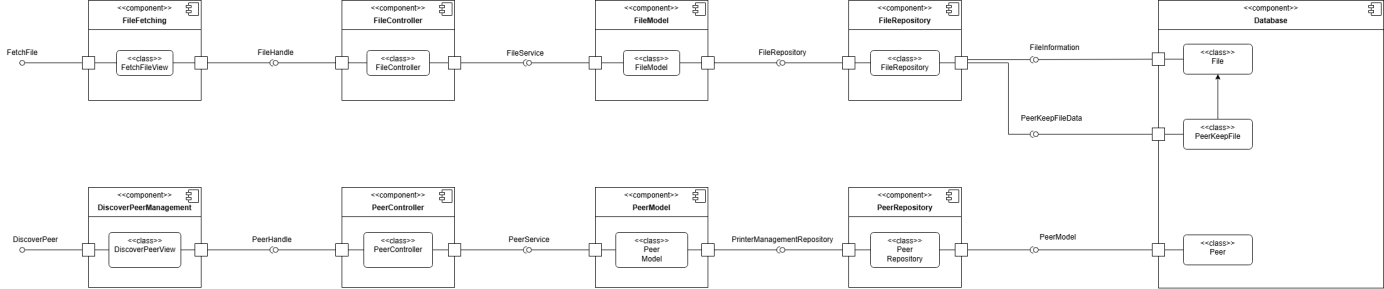 <<component>>
FileFetching
<<component>>
FileController
<<component>>
FileModel
<<component>>
FileRepository
<<component>>
Database
FetchFile
<<class>>
FetchFileView
FileHandle
<<class>>
FileController
FileService
<<class>>
FileModel
FileRepository
<<class>>
FileRepository
FileInformation
<<class>>
File
PeerKeepFileData
<<class>>
PeerKeepFile
<<component>>
DiscoverPeerManagement
<<component>>
PeerController
<<component>>
PeerModel
<<component>>
PeerRepository
DiscoverPeer
<<class>>
DiscoverPeerView
PeerHandle
<<class>>
PeerController
PeerService
<<class>>
Peer
Model
PrinterManagementRepository
<<class>>
Peer
Repository
PeerModel
<<class>>
Peer